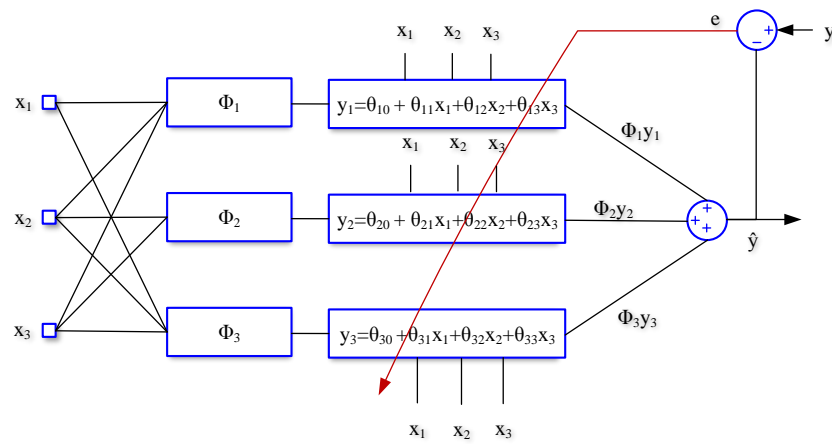 e
y
+
−
x₁ x₂ x₃
x₁
Φ₁
y₁=θ₁₀ + θ₁₁x₁+θ₁₂x₂+θ₁₃x₃
Φ₁y₁
x₁ x₂ x₃
x₂
Φ₂
y₂=θ₂₀ + θ₂₁x₁+θ₂₂x₂+θ₂₃x₃
Φ₂y₂
+
+ +
ŷ
x₃
Φ₃
y₃=θ₃₀ +θ₃₁x₁+θ₃₂x₂+θ₃₃x₃
Φ₃y₃
x₁ x₂ x₃